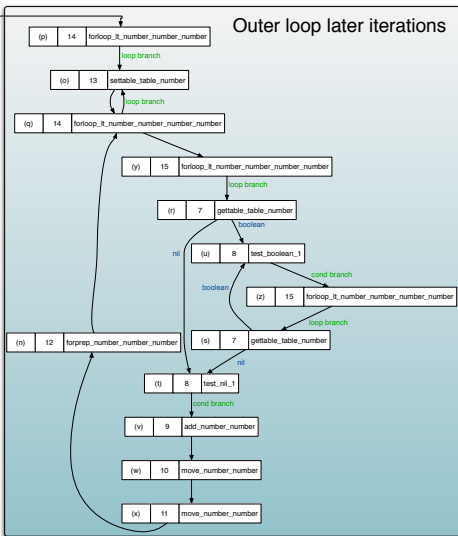 Outer loop later iterations
(p) 14 forloop_lt_number_number_number
loop branch
(o) 13 settable_table_number
loop branch
(q) 14 forloop_lt_number_number_number_number
(y) 15 forloop_lt_number_number_number_number
loop branch
(r) 7 gettable_table_number
boolean
nil
(u) 8 test_boolean_1
cond branch
boolean
(z) 15 forloop_lt_number_number_number_number
loop branch
(n) 12 forprep_number_number_number
(s) 7 gettable_table_number
nil
(t) 8 test_nil_1
cond branch
(v) 9 add_number_number
(w) 10 move_number_number
(x) 11 move_number_number